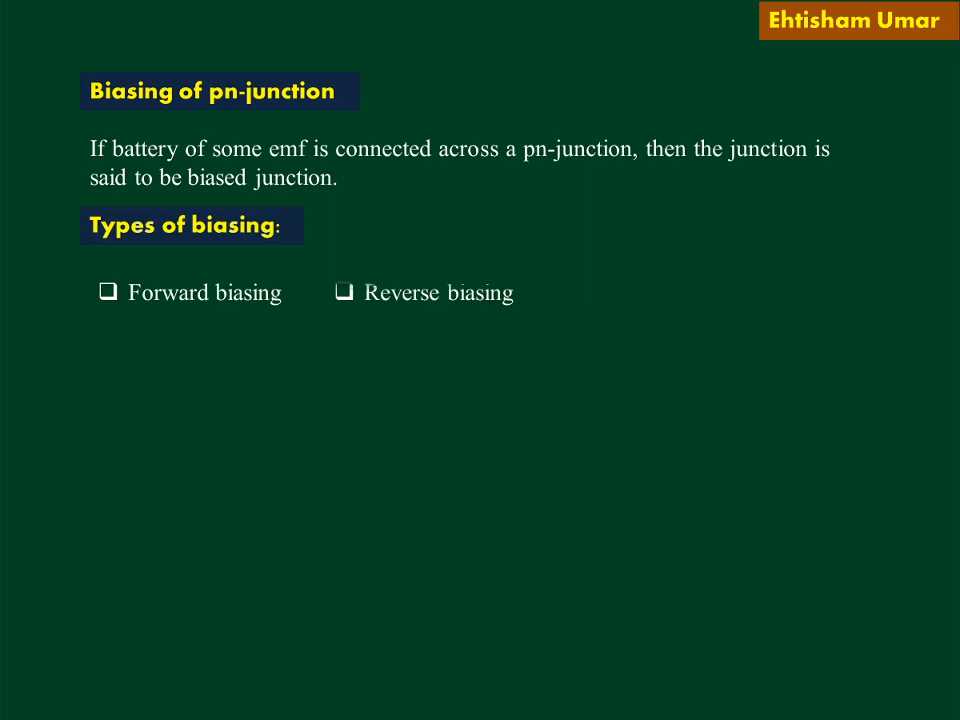 Ehtisham Umar
Biasing of pn-junction
If battery of some emf is connected across a pn-junction, then the junction is
said to be biased junction.
Types of biasing:
❑ Forward biasing ❑ Reverse biasing